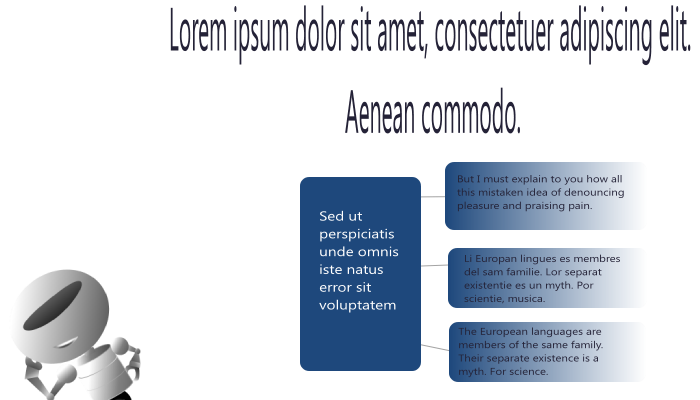 Lorem ipsum dolor sit amet, consectetuer adipiscing elit.
Aenean commodo.
Sed ut
perspiciatis
unde omnis
iste natus
error sit
voluptatem
But I must explain to you how all
this mistaken idea of denouncing
pleasure and praising pain.
Li Europan lingues es membres
del sam familie. Lor separat
existentie es un myth. Por
scientie, musica.
The European languages are
members of the same family.
Their separate existence is a
myth. For science.